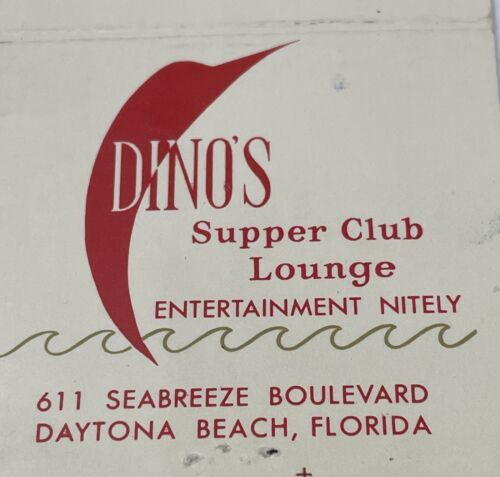 DINO'S
Supper Club
Lounge
ENTERTAINMENT NITELY
611 SEABREEZE BOULEVARD
DAYTONA BEACH, FLORIDA